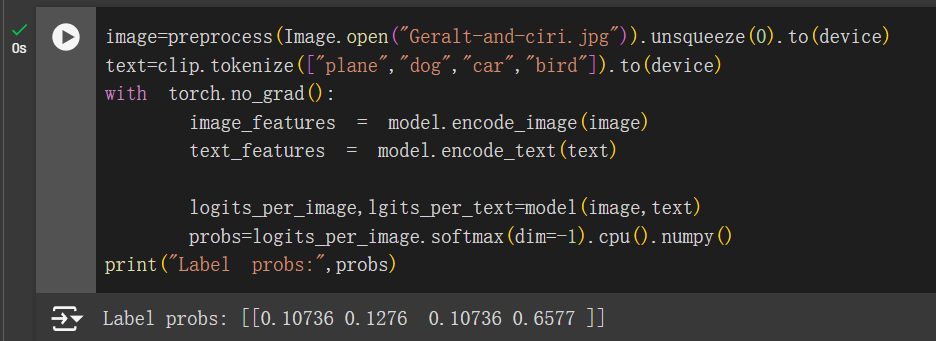 0s
image=preprocess(Image.open("Geralt-and-ciri.jpg")).unsqueeze(0).to(device)
text=clip.tokenize(["plane","dog","car","bird"]).to(device)
with  torch.no_grad():
        image_features  =  model.encode_image(image)
        text_features  =  model.encode_text(text)

        logits_per_image,lgits_per_text=model(image,text)
        probs=logits_per_image.softmax(dim=-1).cpu().numpy()
print("Label  probs:",probs)
Label probs: [[0.10736 0.1276  0.10736 0.6577 ]]